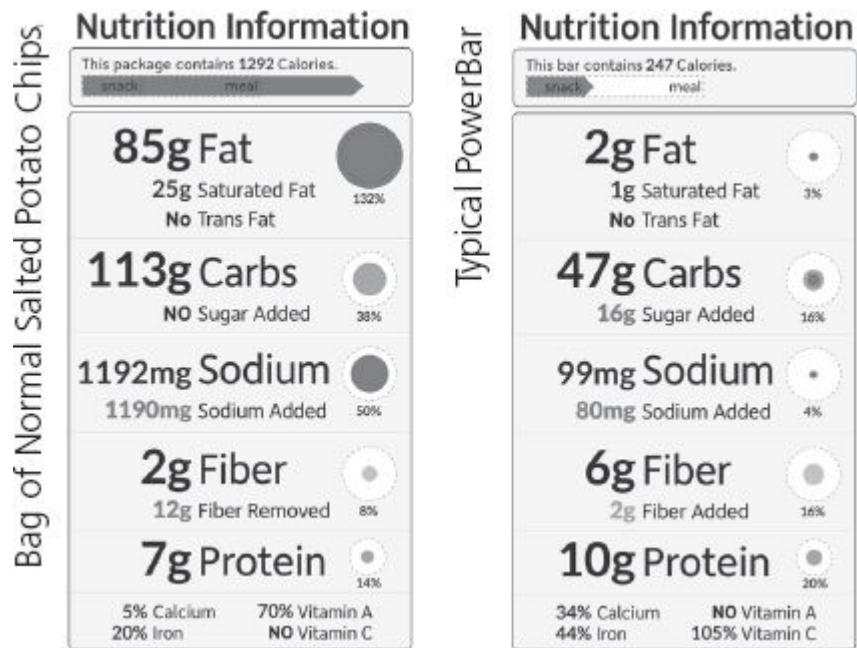 Bag of Normal Salted Potato Chips
Nutrition Information
This package contains 1292 Calories.
snack meal
85g Fat
25g Saturated Fat
132%
No Trans Fat
113g Carbs
NO Sugar Added
38%
1192mg Sodium
1190mg Sodium Added
50%
2g Fiber
12g Fiber Removed
8%
7g Protein
14%
5% Calcium 70% Vitamin A
20% Iron NO Vitamin C
Typical PowerBar
Nutrition Information
This bar contains 247 Calories.
snack meal
2g Fat
1g Saturated Fat
3%
No Trans Fat
47g Carbs
16g Sugar Added
16%
99mg Sodium
80mg Sodium Added
4%
6g Fiber
2g Fiber Added
16%
10g Protein
20%
34% Calcium NO Vitamin A
44% Iron 105% Vitamin C